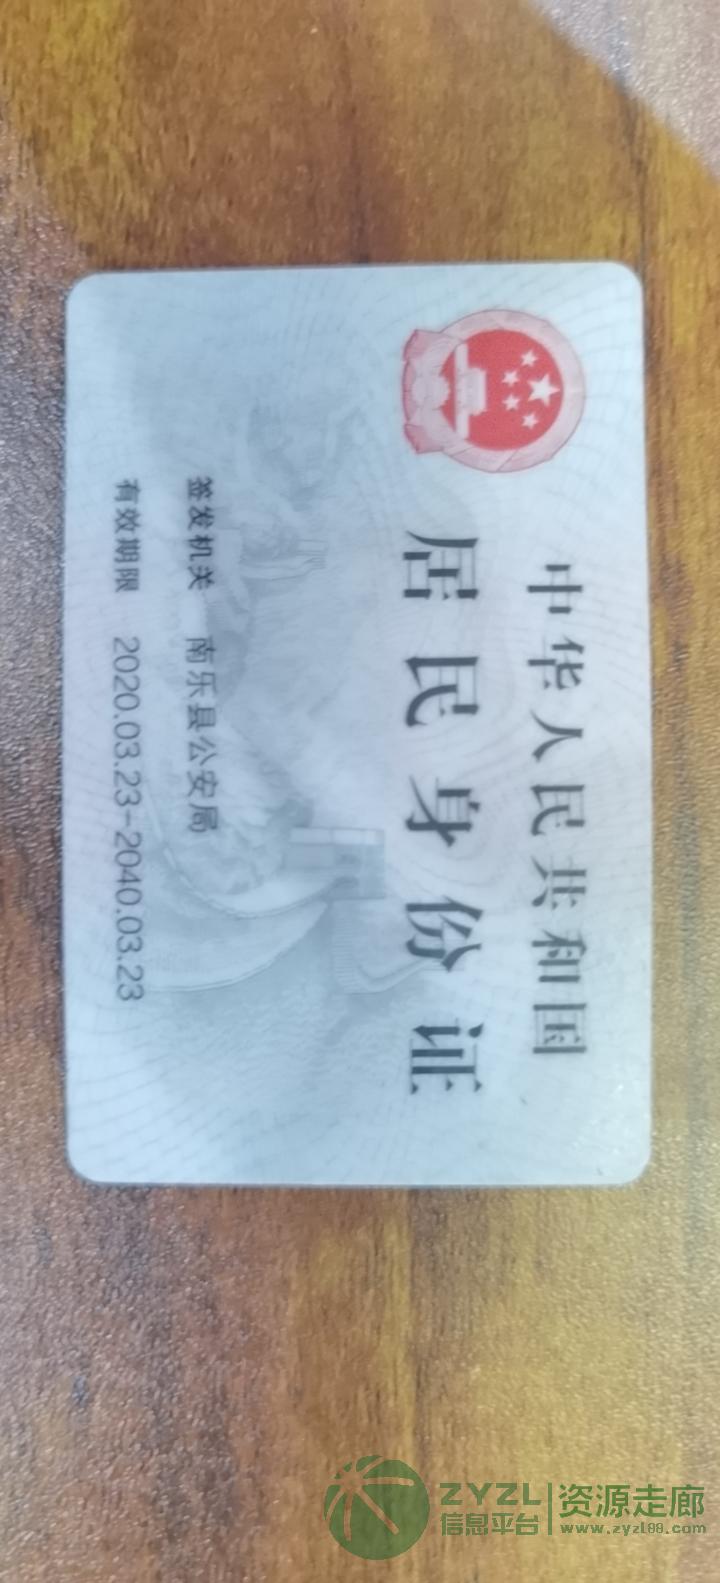 中华人民共和国
居民身份证
签发机关 南乐县公安局
有效期限 2020.03.23-2040.03.23
ZYZL 信息平台
资源走廊
www.zyzl88.com